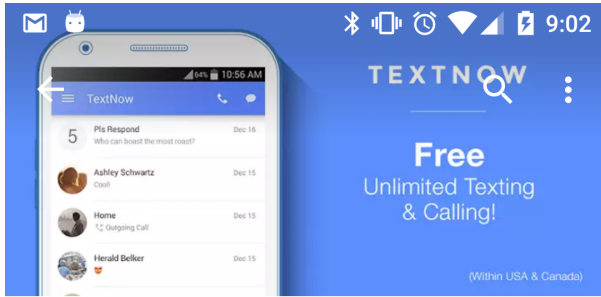 9:02
64% 10:56 AM
TextNow
5
Pls Respond Dec 16
Who can boast the most roast?
Ashley Schwartz Dec 15
Cool!
Home Dec 15
Outgoing Call
Herald Belker Dec 15
TEXTNOW
Free
Unlimited Texting
& Calling!
(Within USA & Canada)